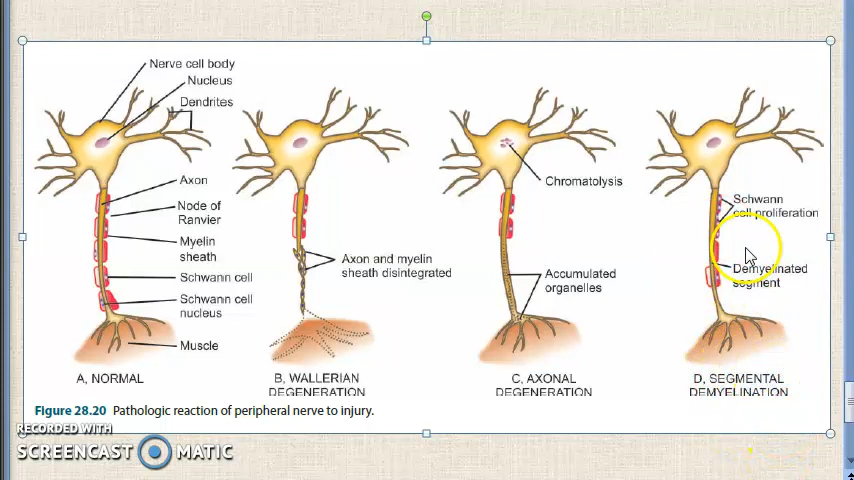 Nerve cell body
Nucleus
Dendrites
Axon
Node of
Ranvier
Myelin
sheath
Schwann cell
Schwann cell
nucleus
Muscle
A, NORMAL
Axon and myelin
sheath disintegrated
B, WALLERIAN
DEGENERATION
Chromatolysis
Accumulated
organelles
C, AXONAL
DEGENERATION
Schwann
cell proliferation
Demyelinated
segment
D, SEGMENTAL
DEMYELINATION
Figure 28.20 Pathologic reaction of peripheral nerve to injury.
RECORDED WITH
SCREENCAST MATIC